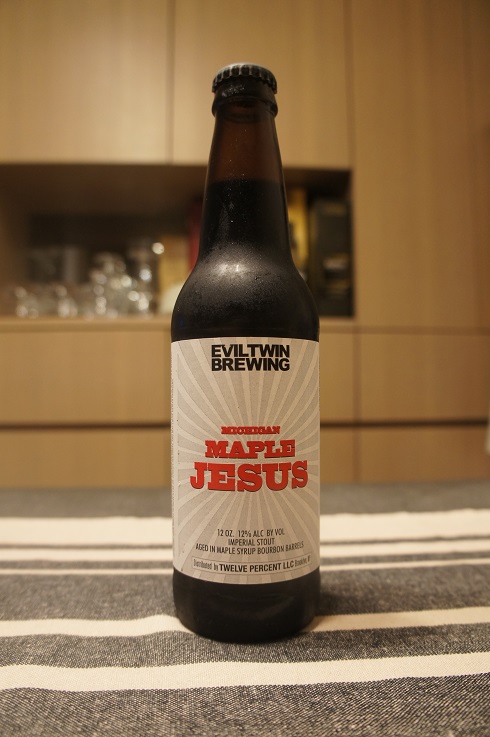 EVILTWIN
BREWING
MICHIGAN
MAPLE
JESUS
12 OZ. 12% ALC BY VOL
IMPERIAL STOUT
AGED IN MAPLE SYRUP BOURBON BARRELS
Distributed by TWELVE PERCENT LLC